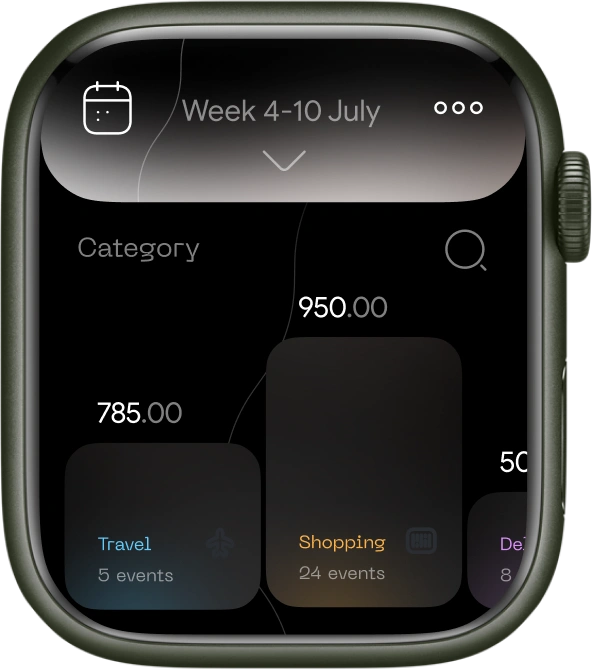 Week 4-10 July
Category
950.00
785.00
50
Travel
5 events
Shopping
24 events
8